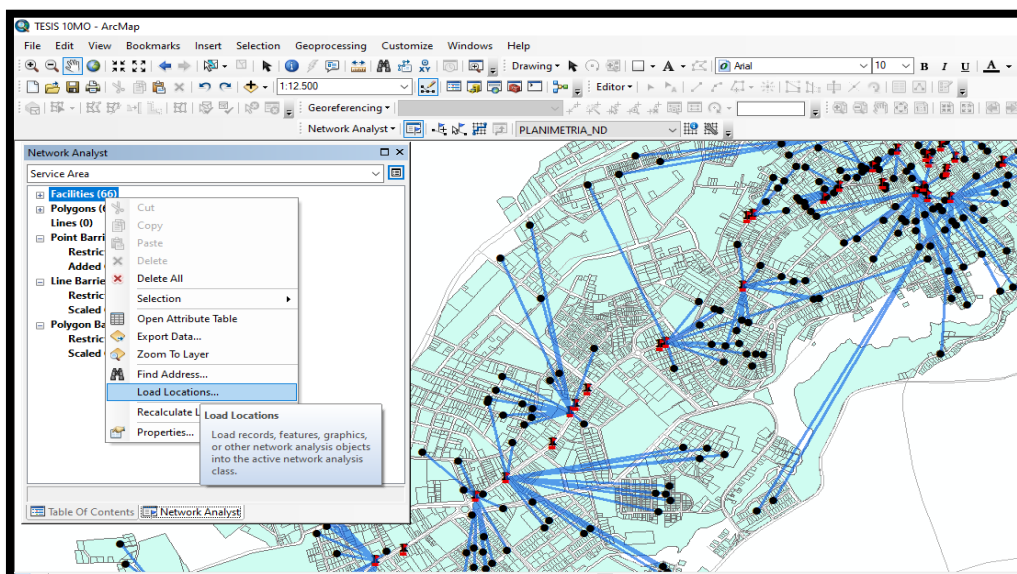 TESIS 10MO - ArcMap
File Edit View Bookmarks Insert Selection Geoprocessing Customize Windows Help
Drawing Arial 10 B I U A
1:12.500 Editor
Georeferencing
Network Analyst PLANIMETRIA_ND
Network Analyst
Service Area
Facilities (66)
Polygons (
Lines (0)
Point Barri
Restric
Added
Line Barrie
Restric
Scaled
Polygon Ba
Restric
Scaled
Cut
Copy
Paste
Delete
Delete All
Selection
Open Attribute Table
Export Data...
Zoom To Layer
Find Address...
Load Locations...
Recalculate L
Properties...
Load Locations
Load records, features, graphics,
or other network analysis objects
into the active network analysis
class.
Table Of Contents Network Analyst